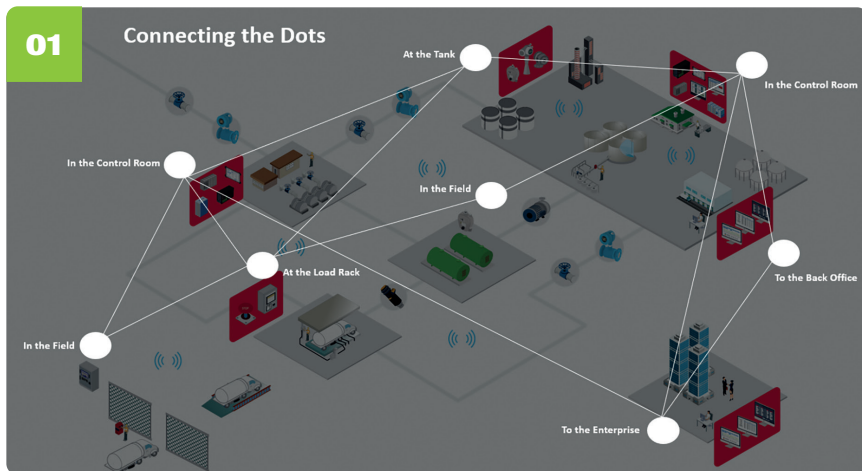 01
Connecting the Dots
At the Tank
In the Control Room
In the Control Room
In the Field
At the Load Rack
To the Back Office
In the Field
To the Enterprise